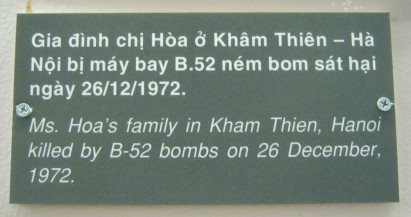 Gia đình chị Hòa ở Khâm Thiên – Hà
Nội bị máy bay B.52 ném bom sát hại
ngày 26/12/1972.
Ms. Hoa's family in Kham Thien, Hanoi
killed by B-52 bombs on 26 December,
1972.